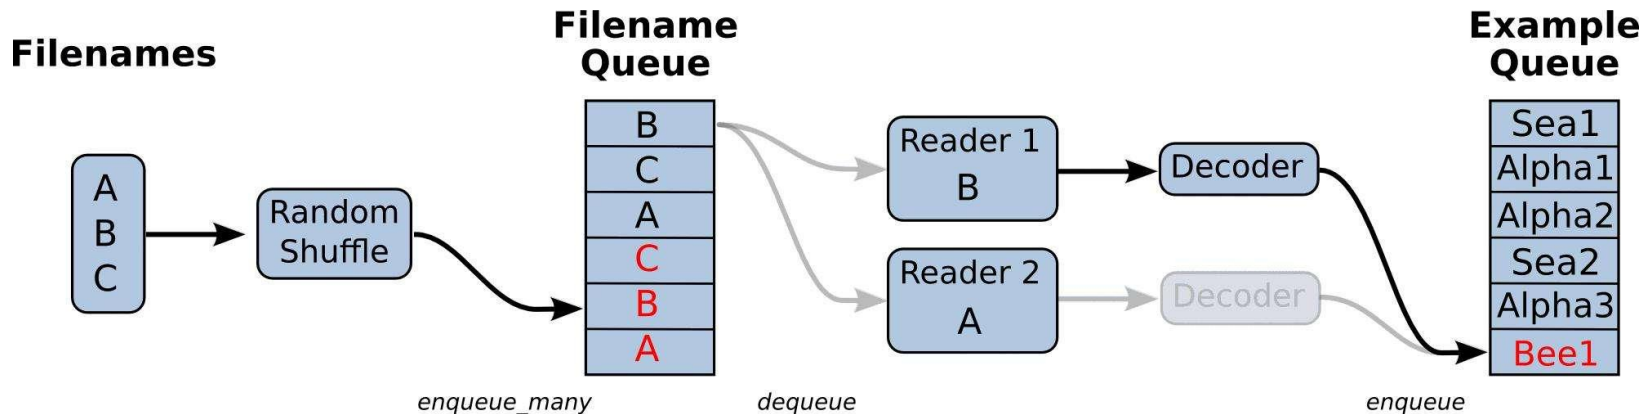 Filenames
A
B
C
Random
Shuffle
enqueue_many
Filename
Queue
B
C
A
C
B
A
dequeue
Reader 1
B
Reader 2
A
Decoder
Decoder
enqueue
Example
Queue
Sea1
Alpha1
Alpha2
Sea2
Alpha3
Bee1